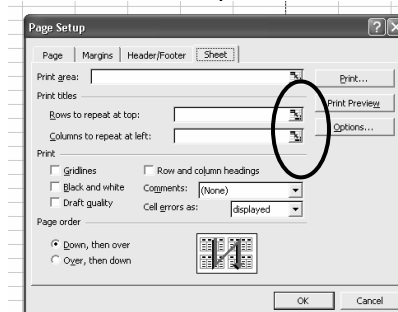 Page Setup
Page Margins Header/Footer Sheet
Print area: Print...
Print titles Print Preview
Rows to repeat at top:
Columns to repeat at left: Options...
Print
Gridlines Row and column headings
Black and white Comments: (None)
Draft quality Cell errors as: displayed
Page order
Down, then over
Over, then down
OK Cancel